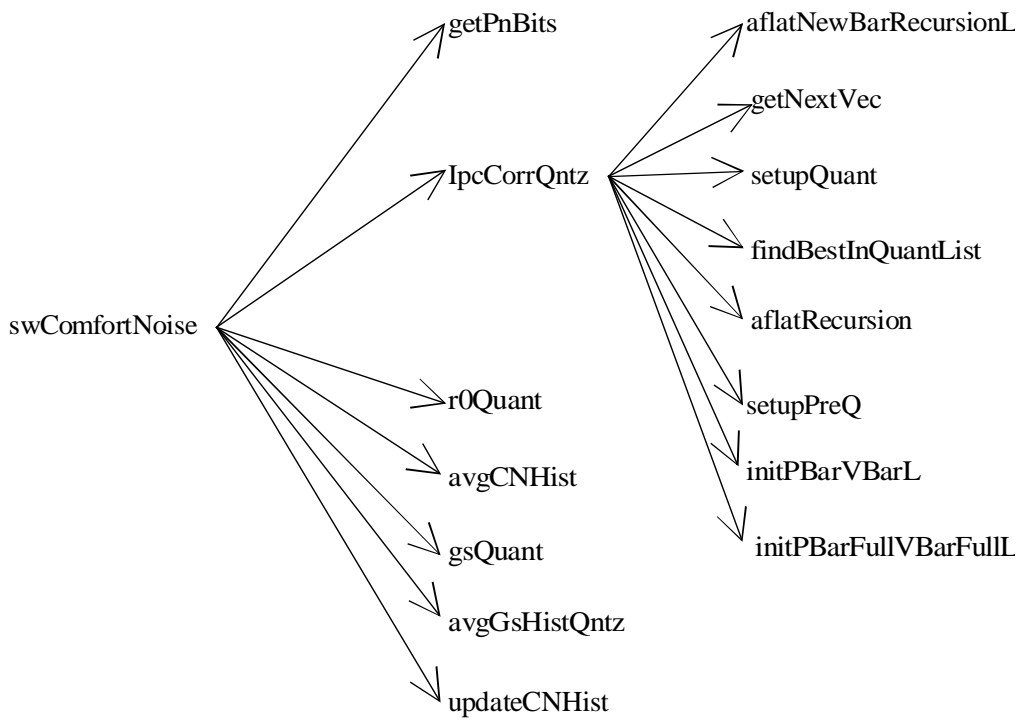 getPnBits
aflatNewBarRecursionL
getNextVec
IpcCorrQntz
setupQuant
findBestInQuantList
swComfortNoise
aflatRecursion
r0Quant
setupPreQ
avgCNHist
initPBarVBarL
gsQuant
initPBarFullVBarFullL
avgGsHistQntz
updateCNHist